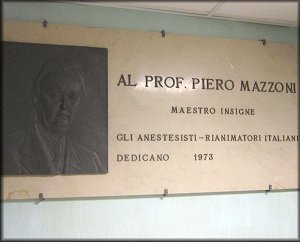 AL PROF. PIERO MAZZONI
MAESTRO INSIGNE
GLI ANESTESISTI-RIANIMATORI ITALIANI
DEDICANO 1973